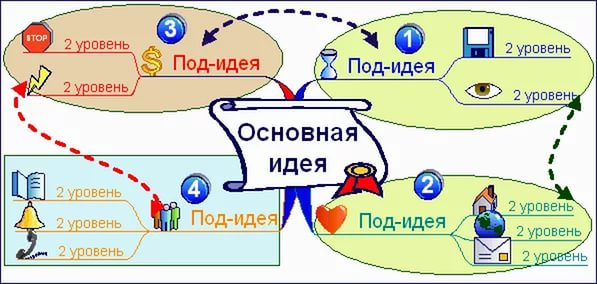 STOP
2 уровень
2 уровень
3
Под-идея
1
Под-идея
2 уровень
2 уровень
Основная
идея
2 уровень
2 уровень
2 уровень
4
Под-идея
2
Под-идея
2 уровень
2 уровень
2 уровень